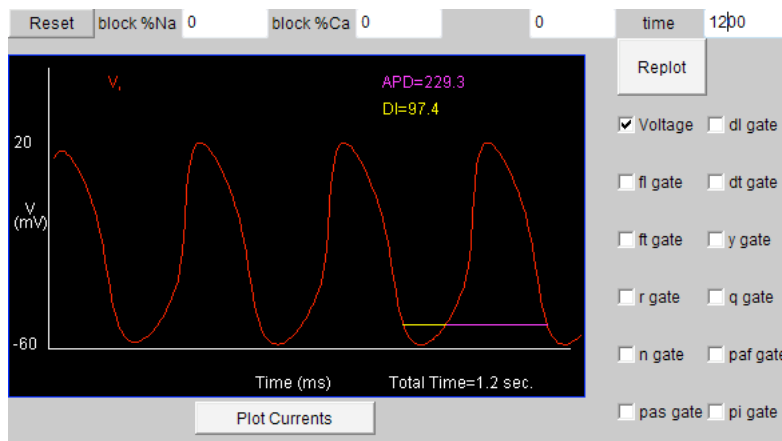 Reset block %Na 0 block %Ca 0 0 time 1200
Replot
V,
APD=229.3
DI=97.4
20
V
(mV)
-60
Time (ms) Total Time=1.2 sec.
Plot Currents
Voltage dl gate
fl gate dt gate
ft gate y gate
r gate q gate
n gate paf gate
pas gate pi gate